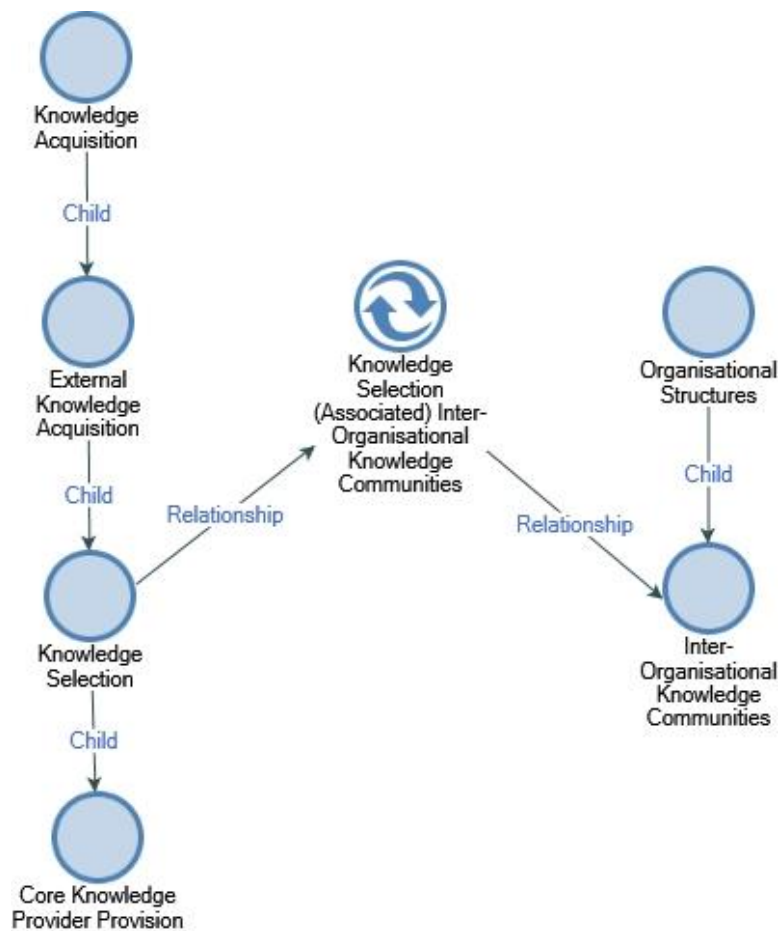 Knowledge
Acquisition
Child
External
Knowledge
Acquisition
Child
Knowledge
Selection
Child
Core Knowledge
Provider Provision
Relationship
Knowledge
Selection
(Associated) Inter-
Organisational
Knowledge
Communities
Relationship
Organisational
Structures
Child
Inter-
Organisational
Knowledge
Communities